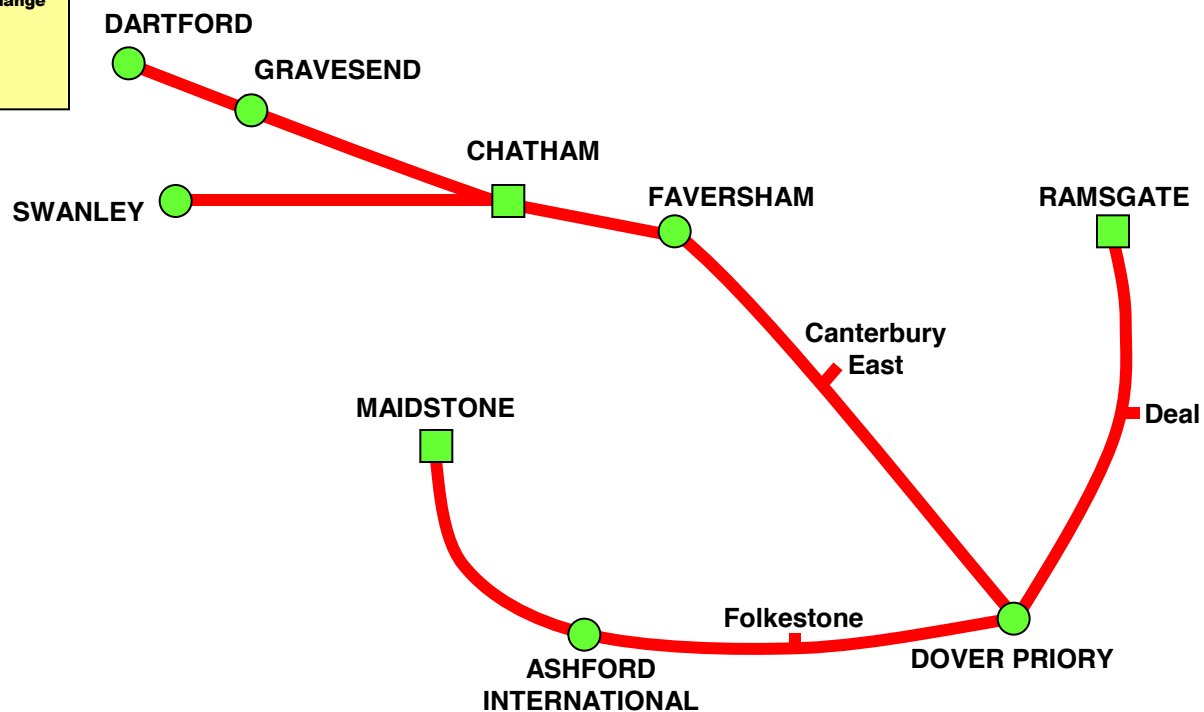 DARTFORD
GRAVESEND
CHATHAM
SWANLEY
FAVERSHAM
RAMSGATE
Canterbury
East
MAIDSTONE
Deal
Folkestone
ASHFORD
INTERNATIONAL
DOVER PRIORY